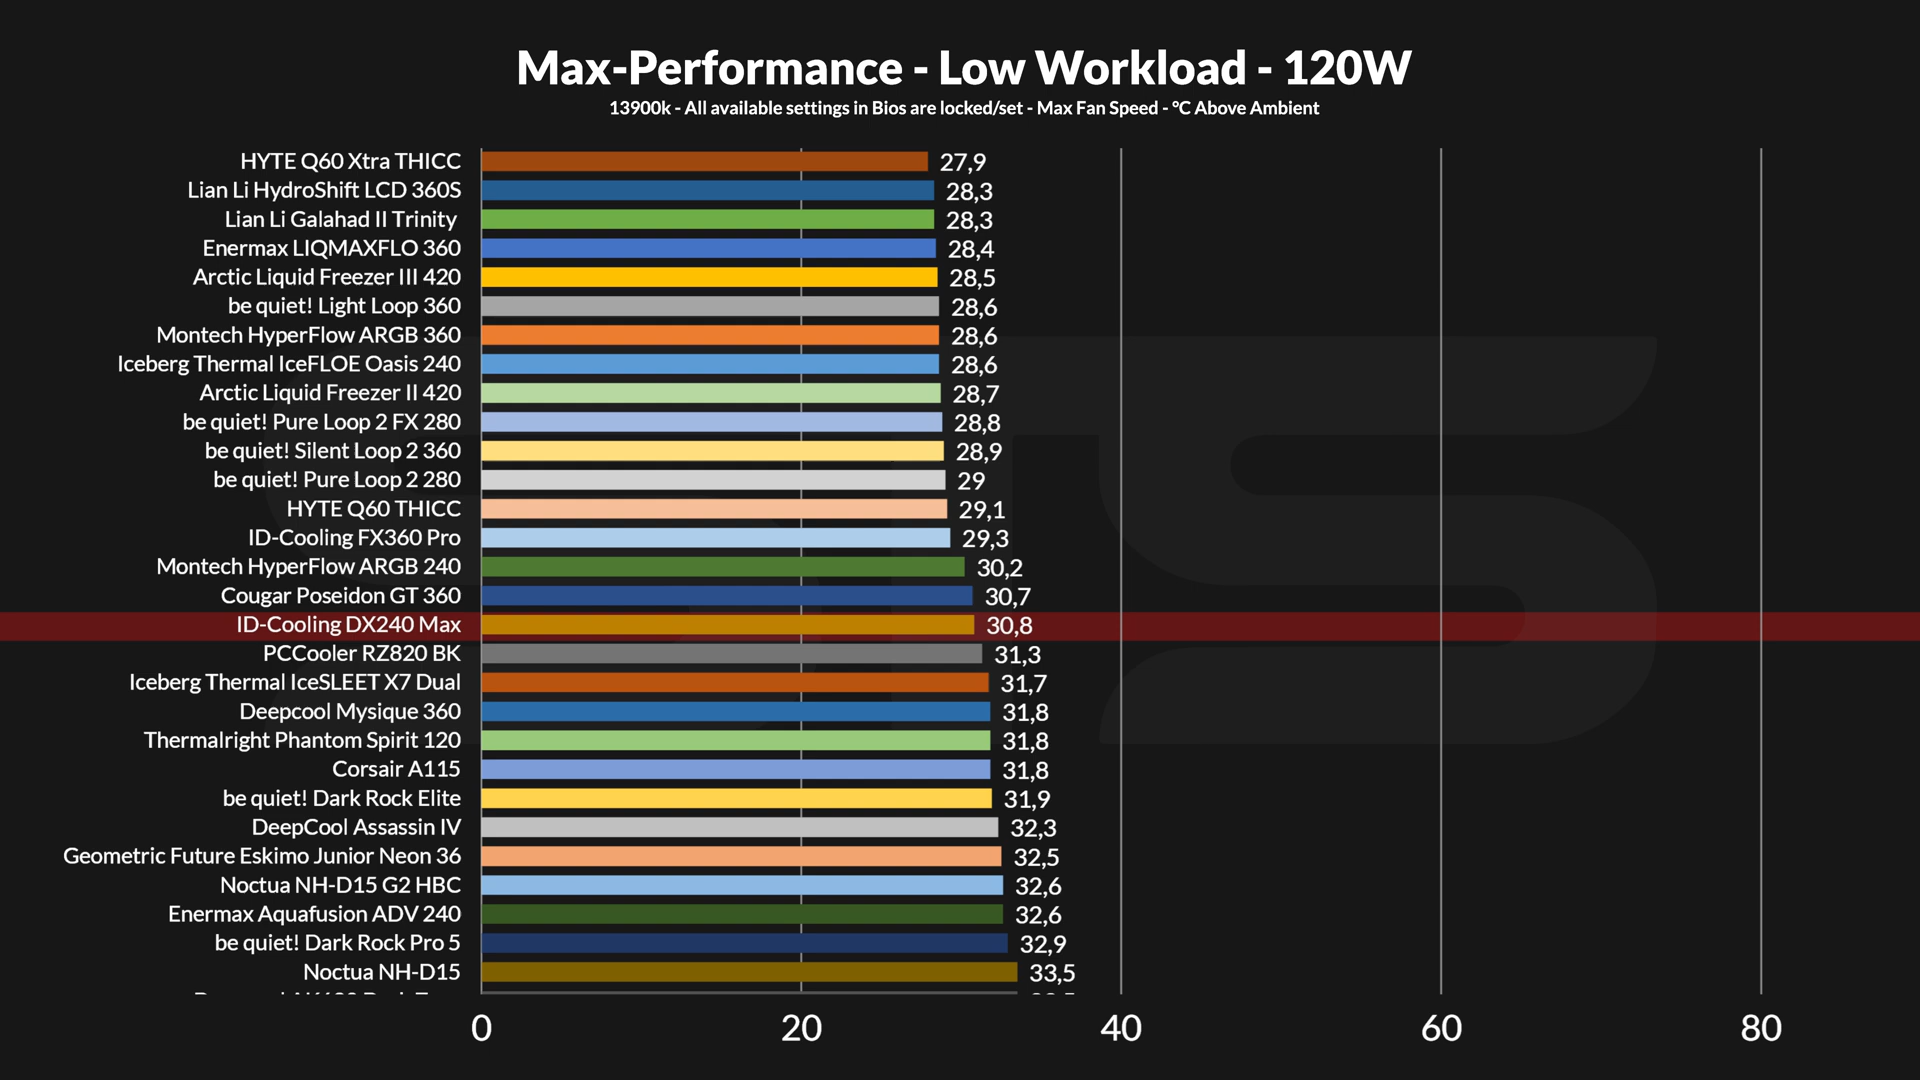 Max-Performance - Low Workload - 120W
13900k - All available settings in Bios are locked/set - Max Fan Speed - °C Above Ambient
HYTE Q60 Xtra THICC 27,9
Lian Li HydroShift LCD 360S 28,3
Lian Li Galahad II Trinity 28,3
Enermax LIQMAXFLO 360 28,4
Arctic Liquid Freezer III 420 28,5
be quiet! Light Loop 360 28,6
Montech HyperFlow ARGB 360 28,6
Iceberg Thermal IceFLOE Oasis 240 28,6
Arctic Liquid Freezer II 420 28,7
be quiet! Pure Loop 2 FX 280 28,8
be quiet! Silent Loop 2 360 28,9
be quiet! Pure Loop 2 280 29
HYTE Q60 THICC 29,1
ID-Cooling FX360 Pro 29,3
Montech HyperFlow ARGB 240 30,2
Cougar Poseidon GT 360 30,7
ID-Cooling DX240 Max 30,8
PCCooler RZ820 BK 31,3
Iceberg Thermal IceSLEET X7 Dual 31,7
Deepcool Mysique 360 31,8
Thermalright Phantom Spirit 120 31,8
Corsair A115 31,8
be quiet! Dark Rock Elite 31,9
DeepCool Assassin IV 32,3
Geometric Future Eskimo Junior Neon 36 32,5
Noctua NH-D15 G2 HBC 32,6
Enermax Aquafusion ADV 240 32,6
be quiet! Dark Rock Pro 5 32,9
Noctua NH-D15 33,5
0 20 40 60 80